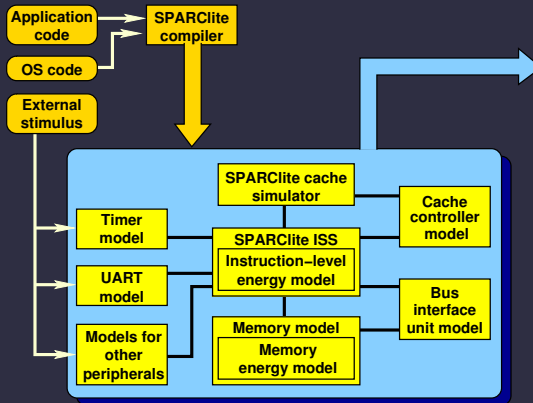 Application
code
SPARClite
compiler
OS code
External
stimulus
SPARClite cache
simulator
Cache
controller
model
Timer
model
SPARClite ISS
Instruction−level
energy model
UART
model
Bus
interface
unit model
Models for
other
peripherals
Memory model
Memory
energy model